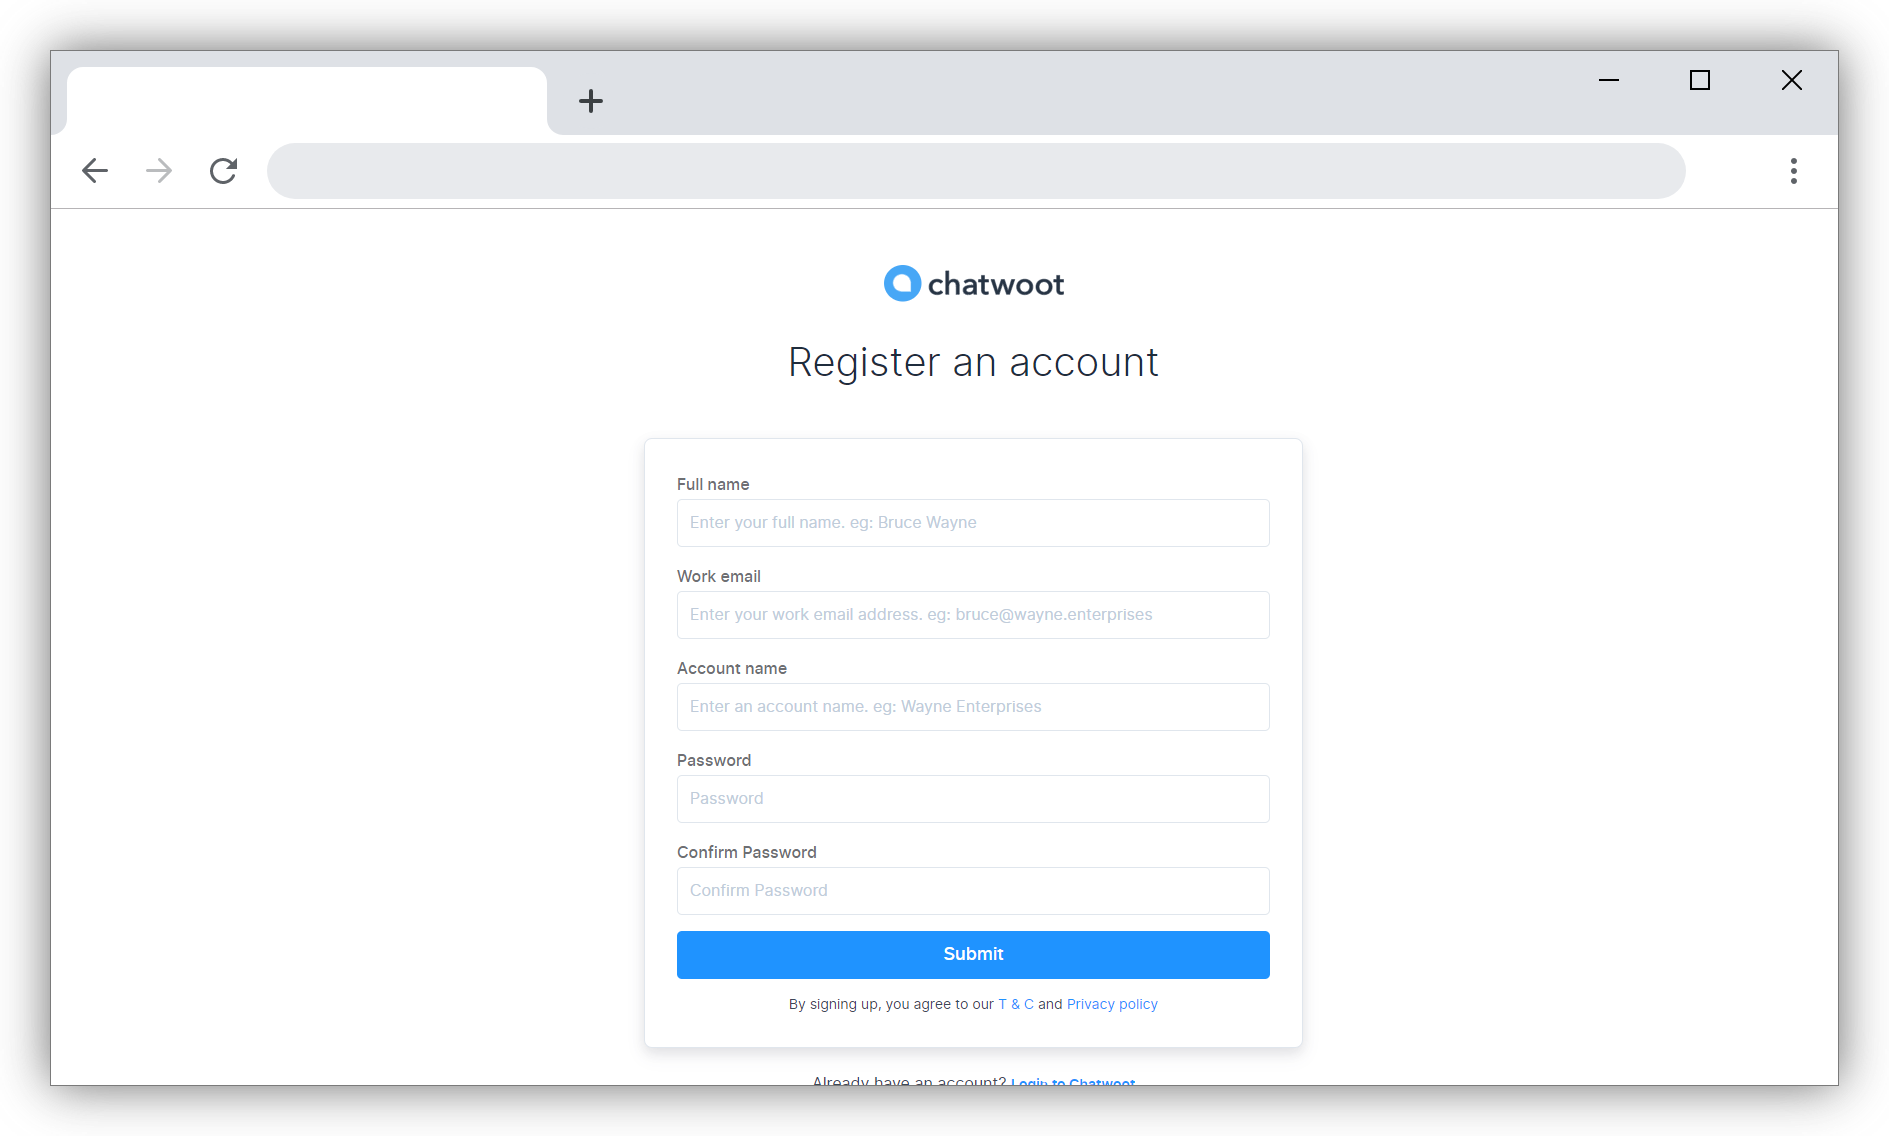 chatwoot
Register an account
Full name
Enter your full name. eg: Bruce Wayne
Work email
Enter your work email address. eg: bruce@wayne.enterprises
Account name
Enter an account name. eg: Wayne Enterprises
Password
Password
Confirm Password
Confirm Password
Submit
By signing up, you agree to our T & C and Privacy policy
Already have an account? Login to Chatwoot